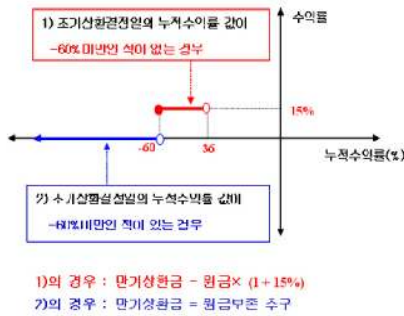 수익률
1) 조기상환결정일의 누적수익률 값이
-60%미만인 적이 없는 경우
15%
-60
36
누적수익률(%)
2) 조기상환결정일의 누적수익률 값이
-60%미만인 적이 있는 경우
1)의 경우 : 만기상환금 = 원금× (1+15%)
2)의 경우 : 만기상환금 = 원금보존 추구